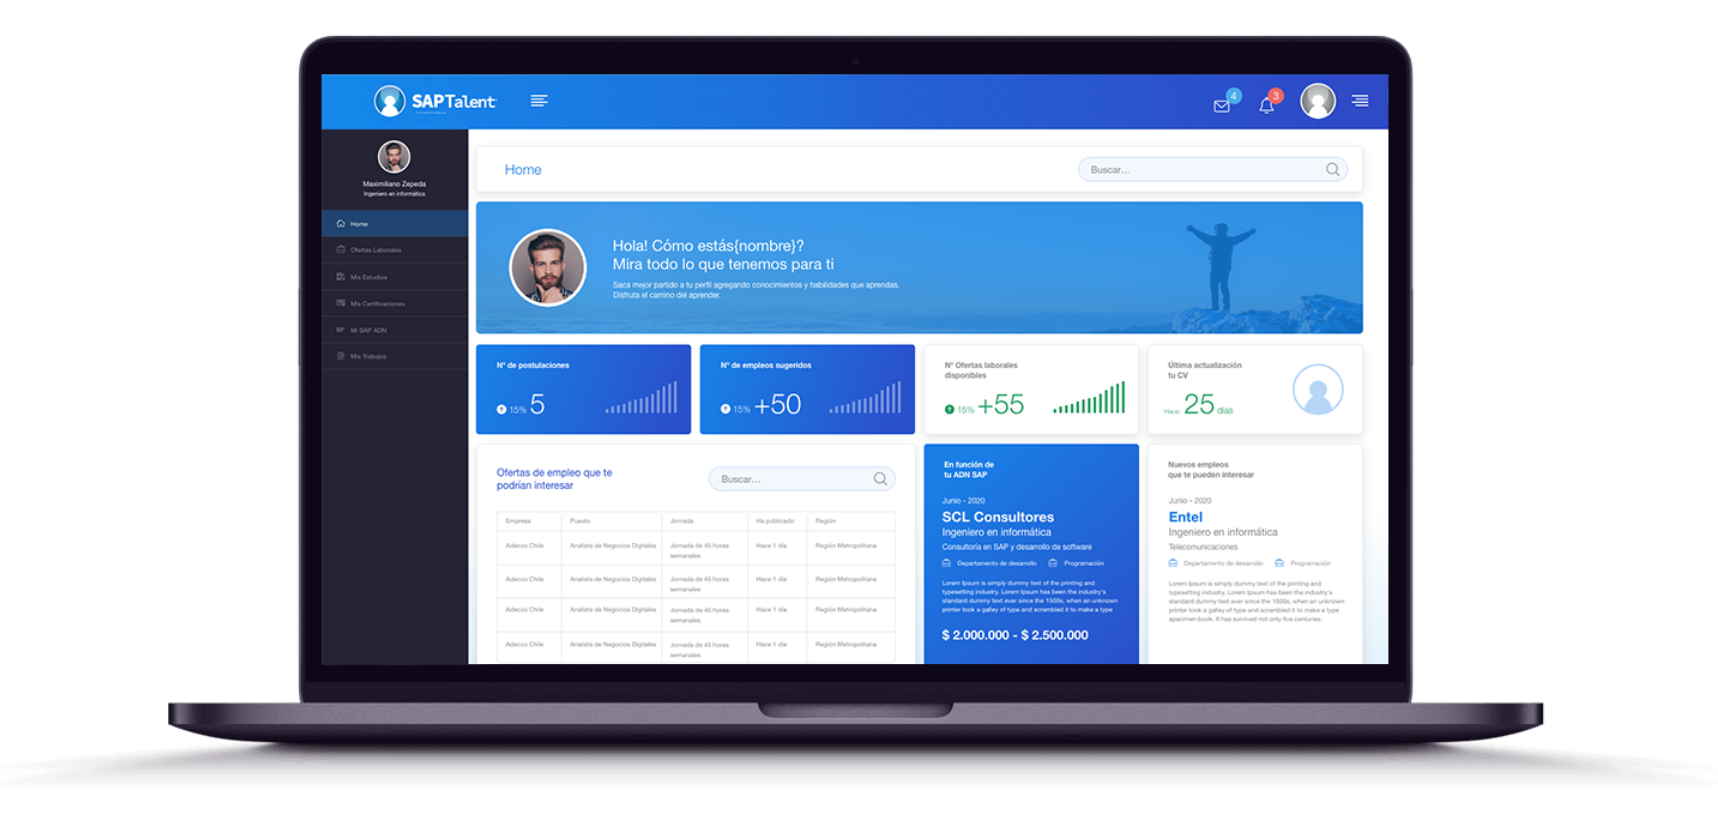 SAPTalent
4
3
Maximiliano Zepeda
Ingeniero en informática
Home
Ofertas Laborales
Mis Estudios
Mis Certificaciones
Mi SAP ADN
Mis Trabajos
Home
Buscar...
Hola! Cómo estás{nombre}?
Mira todo lo que tenemos para ti
Saca mejor partido a tu perfil agregando conocimientos y habilidades que aprendas.
Disfruta el camino del aprender.
N° de postulaciones
15% 5
N° de empleos sugeridos
15% +50
N° Ofertas laborales
disponibles
15% +55
Última actualización
tu CV
Hace: 25 días
Ofertas de empleo que te
podrían interesar
Buscar...
Empresa Puesto Jornada Ha publicado Región
Adecco Chile Analista de Negocios Digitales Jornada de 45 horas semanales Hace 1 día Región Metropolitana
Adecco Chile Analista de Negocios Digitales Jornada de 45 horas semanales Hace 1 día Región Metropolitana
Adecco Chile Analista de Negocios Digitales Jornada de 45 horas semanales Hace 1 día Región Metropolitana
Adecco Chile Analista de Negocios Digitales Jornada de 45 horas semanales Hace 1 día Región Metropolitana
En función de
tu ADN SAP
Junio - 2020
SCL Consultores
Ingeniero en informática
Consultoría en SAP y desarrollo de software
Departamento de desarrollo Programación
Lorem Ipsum is simply dummy text of the printing and
typesetting industry. Lorem Ipsum has been the industry's
standard dummy text ever since the 1500s, when an unknown
printer took a galley of type and scrambled it to make a type
$ 2.000.000 - $ 2.500.000
Nuevos empleos
que te pueden interesar
Junio - 2020
Entel
Ingeniero en informática
Telecomunicaciones
Departamento de desarrollo Programación
Lorem Ipsum is simply dummy text of the printing and
typesetting industry. Lorem Ipsum has been the industry's
standard dummy text ever since the 1500s, when an unknown
printer took a galley of type and scrambled it to make a type
specimen book. It has survived not only five centuries.